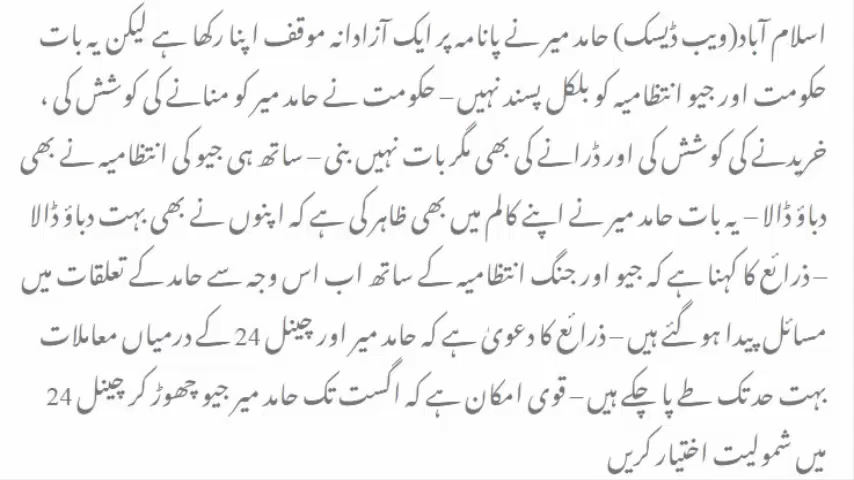 اسلام آباد(ویب ڈیسک) حامد میر نے پانامہ پر ایک آزادانہ موقف اپنا رکھا ہے لیکن یہ بات
حکومت اور جیو انتظامیہ کو بلکل پسند نہیں – حکومت نے حامد میر کو منانے کی کوشش کی ،
خریدنے کی کوشش کی اور ڈرانے کی بھی مگر بات نہیں بنی – ساتھ ہی جیو کی انتظامیہ نے بھی
دباؤ ڈالا – یہ بات حامد میر نے اپنے کالم میں بھی ظاہر کی ہے کہ اپنوں نے بھی بہت دباؤ ڈالا
– ذرائع کا کہنا ہے کہ جیو اور جنگ انتظامیہ کے ساتھ اب اس وجہ سے حامد کے تعلقات میں
مسائل پیدا ہو گئے ہیں – ذرائع کا دعویٰ ہے کہ حامد میر اور چینل 24 کے درمیاں معاملات
بہت حد تک طے پا چکے ہیں – قوی امکان ہے کہ اگست تک حامد میر جیو چھوڑ کر چینل 24
میں شمولیت اختیار کریں